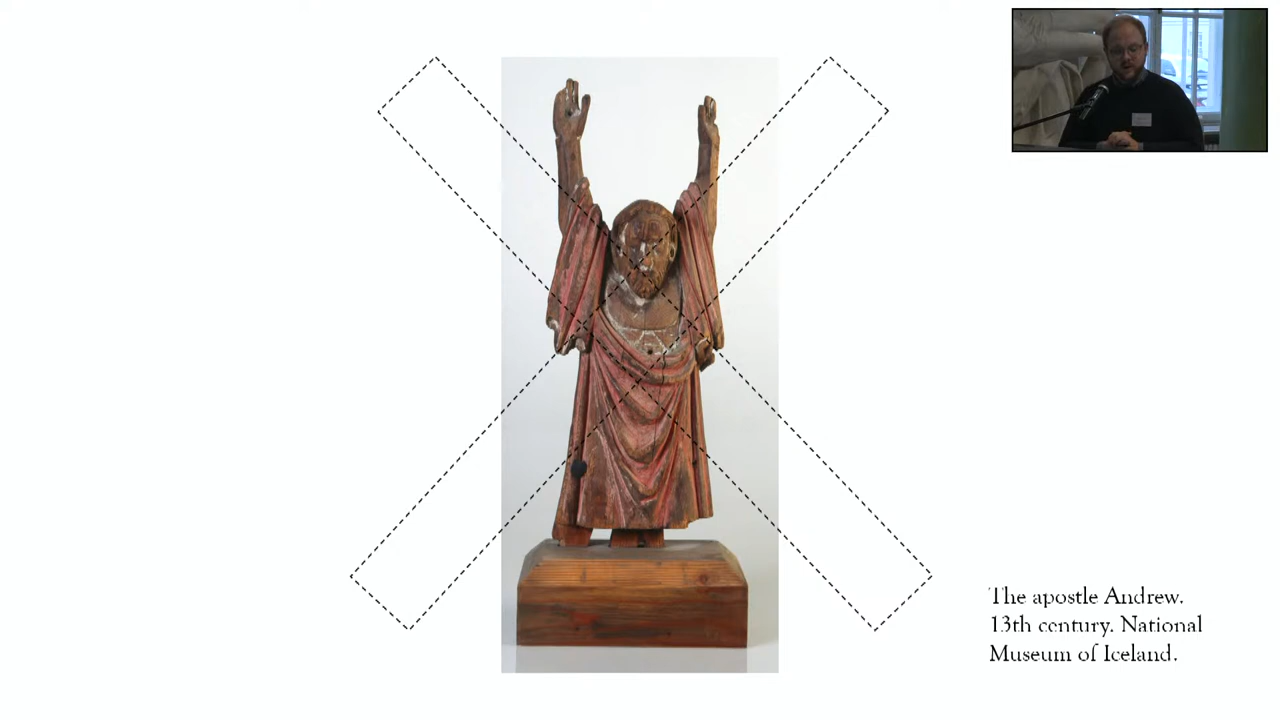 The apostle Andrew.
13th century. National
Museum of Iceland.